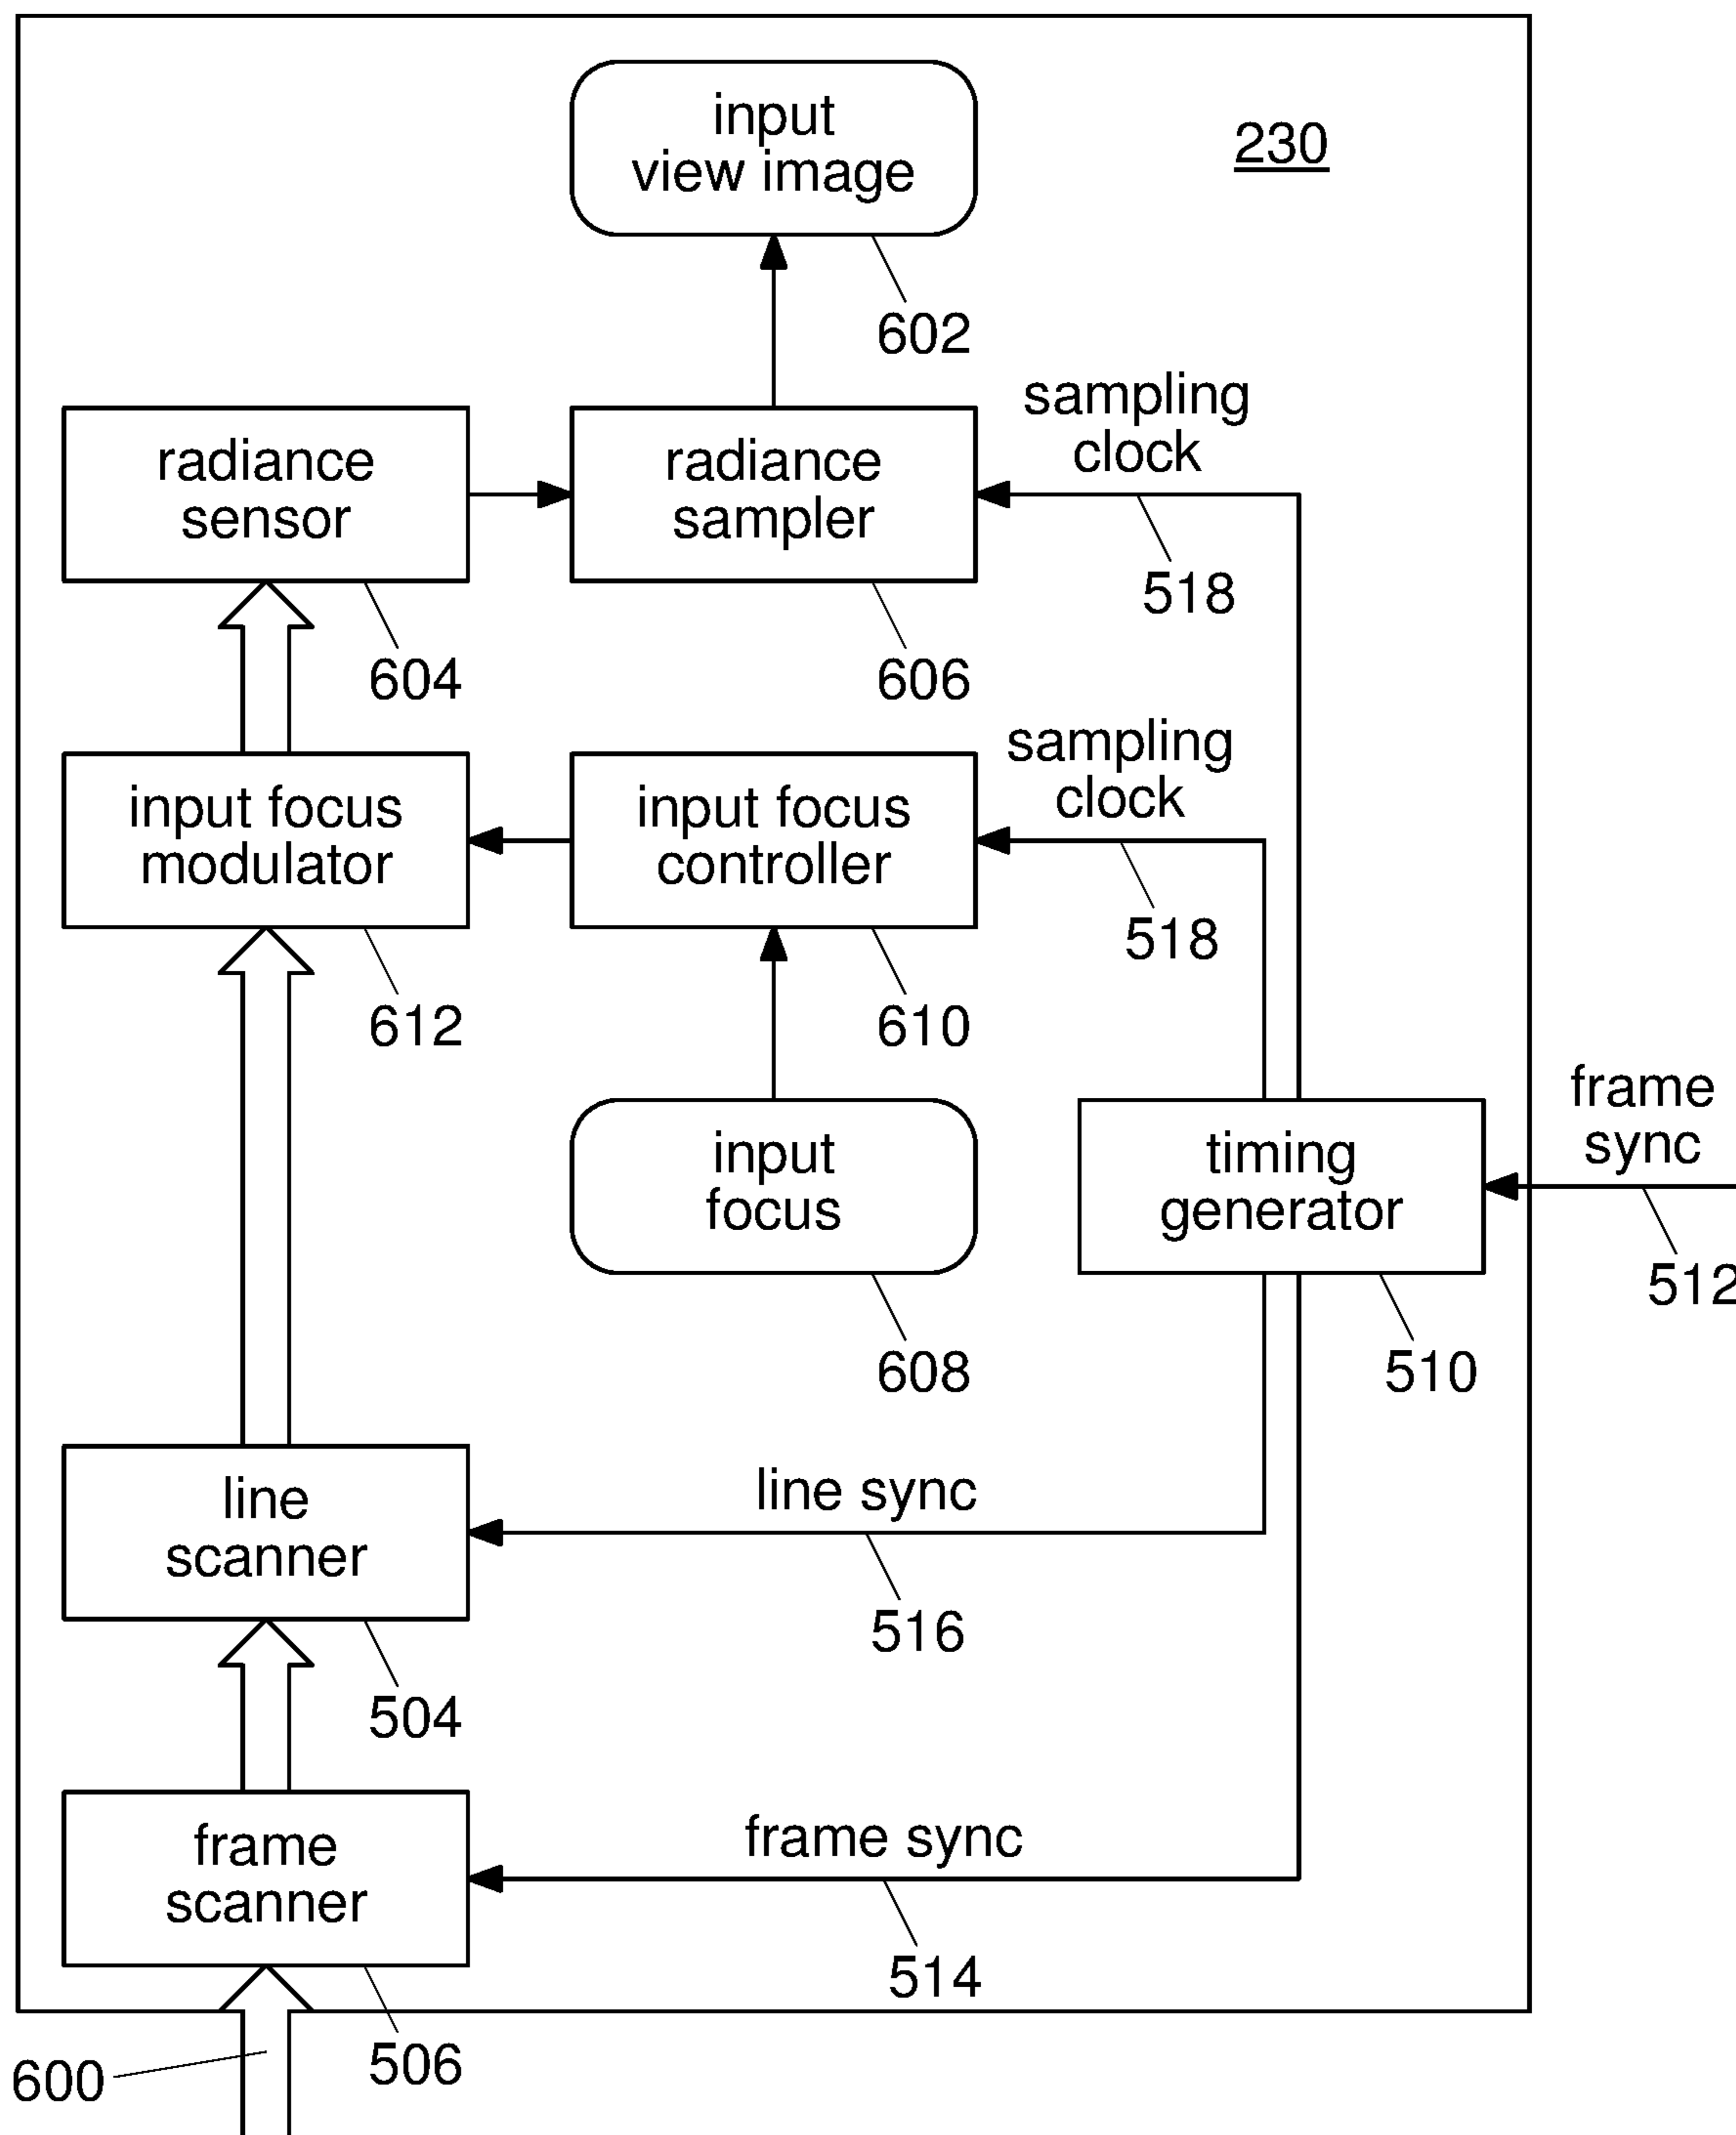 input
view image
230
602
radiance
sensor
radiance
sampler
sampling
clock
518
604
606
input focus
modulator
input focus
controller
sampling
clock
518
612
610
input
focus
timing
generator
frame
sync
512
608
510
line
scanner
line sync
516
504
frame
scanner
frame sync
514
506
600